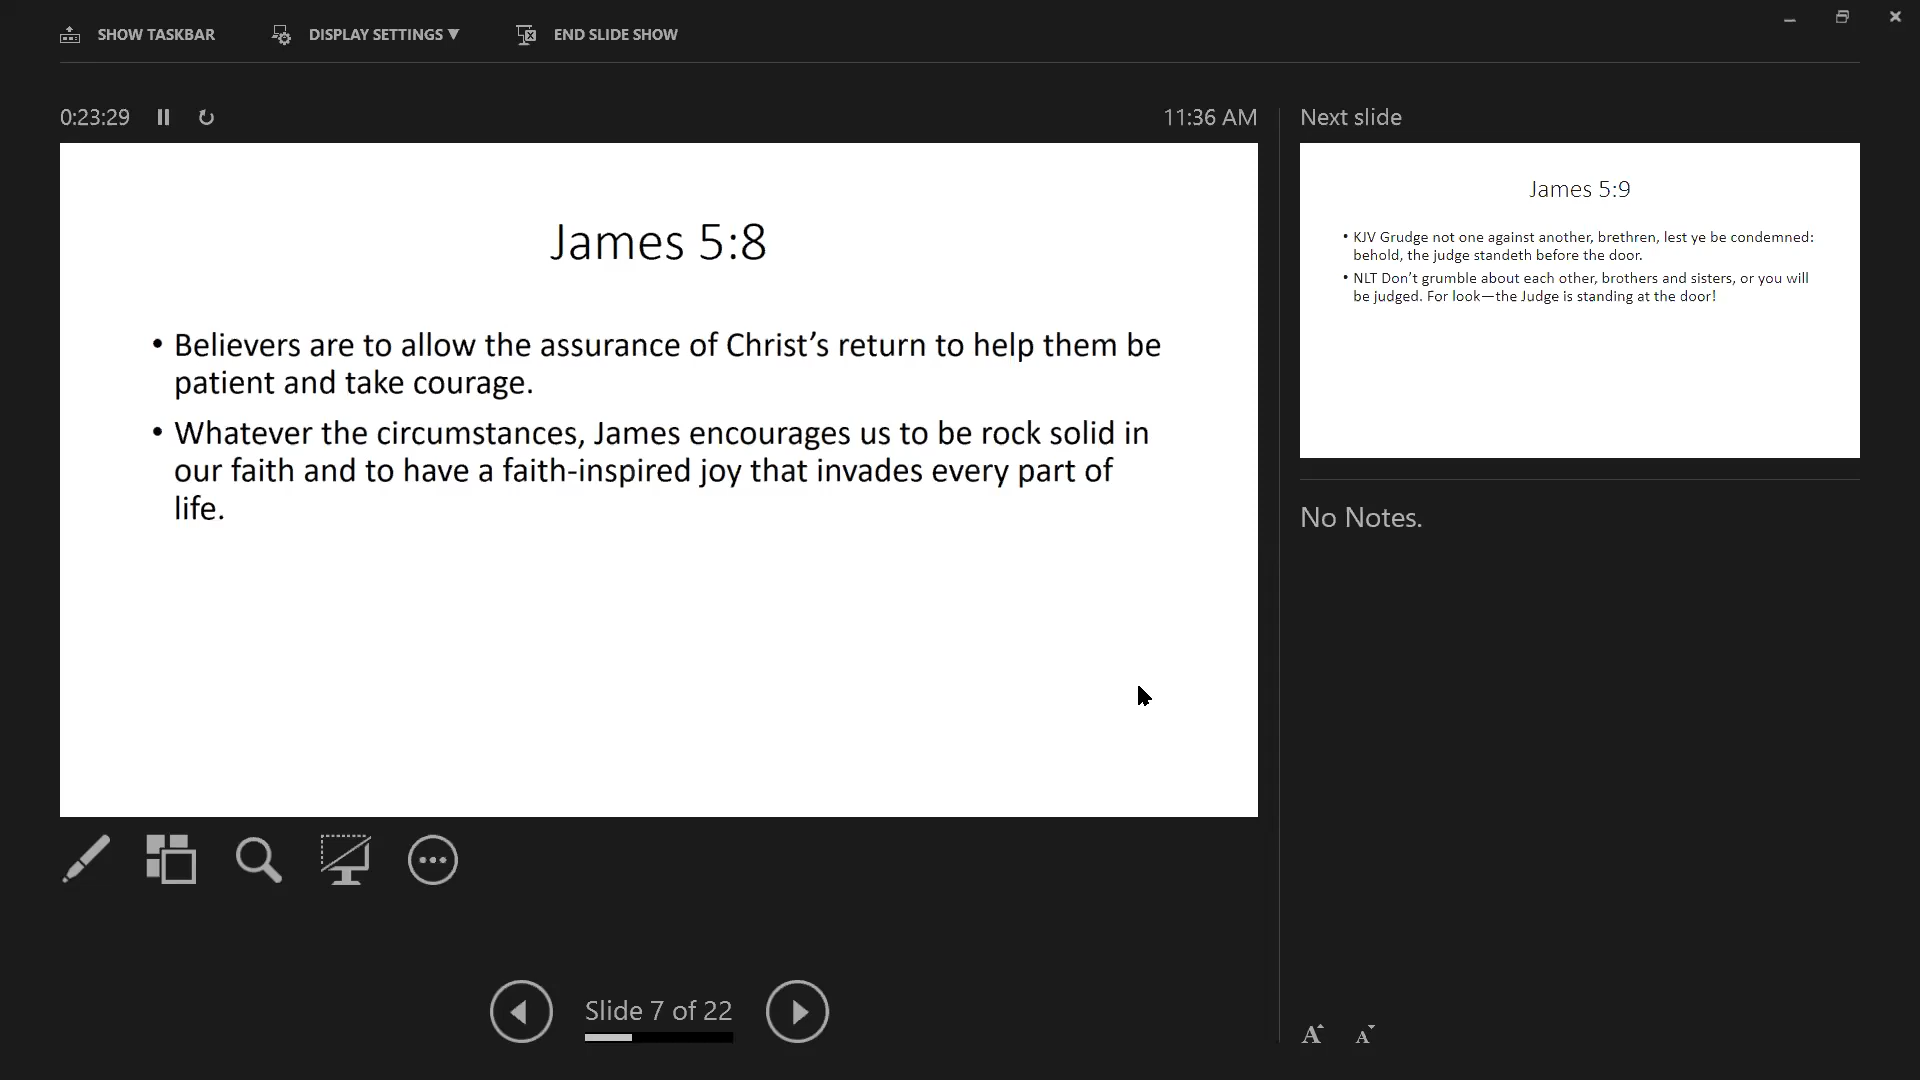 SHOW TASKBAR
DISPLAY SETTINGS ▼
END SLIDE SHOW
0:23:29
11:36 AM
James 5:8
• Believers are to allow the assurance of Christ’s return to help them be
patient and take courage.
• Whatever the circumstances, James encourages us to be rock solid in
our faith and to have a faith-inspired joy that invades every part of
life.
Slide 7 of 22
Next slide
James 5:9
• KJV Grudge not one against another, brethren, lest ye be condemned:
behold, the judge standeth before the door.
• NLT Don’t grumble about each other, brothers and sisters, or you will
be judged. For look—the Judge is standing at the door!
No Notes.
A A